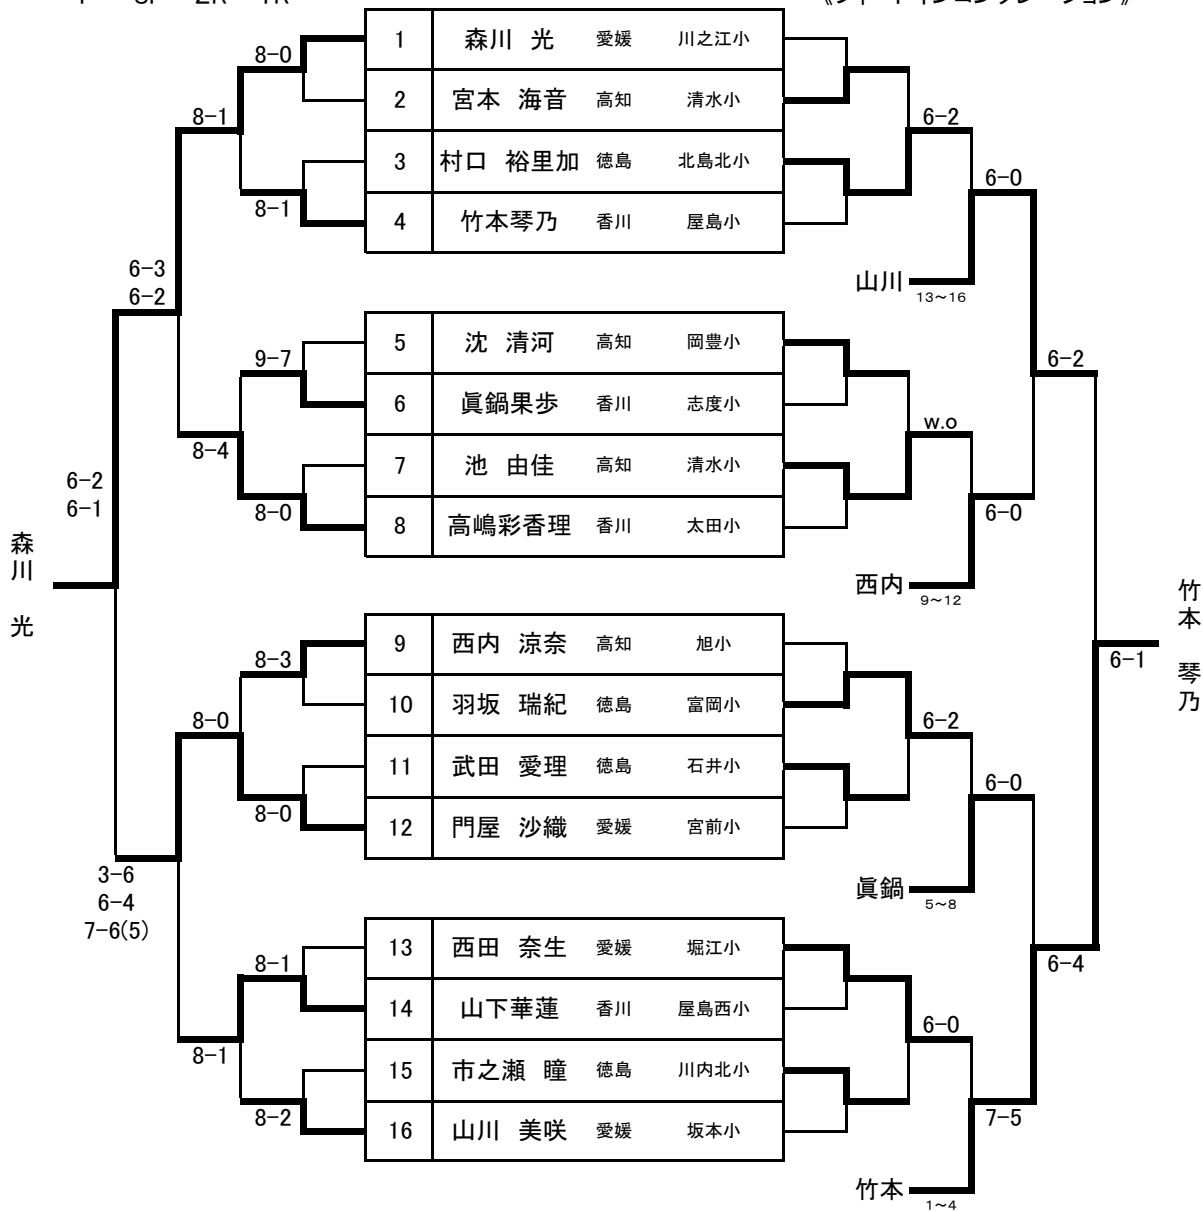 8-0
1 森川 光 愛媛 川之江小
2 宮本 海音 高知 清水小
8-1
6-2
3 村口 裕里加 徳島 北島北小
6-0
8-1
4 竹本琴乃 香川 屋島小
6-3
6-2
山川
13~16
5 沈 清河 高知 岡豊小
9-7
6-2
6 眞鍋果歩 香川 志度小
w.o
8-4
7 池 由佳 高知 清水小
6-2
6-1
8-0
6-0
8 高嶋彩香理 香川 太田小
森川 光
西内
9~12
竹本 琴乃
9 西内 涼奈 高知 旭小
8-3
6-1
10 羽坂 瑞紀 徳島 富岡小
8-0
6-2
11 武田 愛理 徳島 石井小
6-0
8-0
12 門屋 沙織 愛媛 宮前小
3-6
6-4
7-6(5)
眞鍋
5~8
13 西田 奈生 愛媛 堀江小
8-1
6-4
14 山下華蓮 香川 屋島西小
6-0
8-1
15 市之瀬 瞳 徳島 川内北小
8-2
7-5
16 山川 美咲 愛媛 坂本小
竹本
1~4